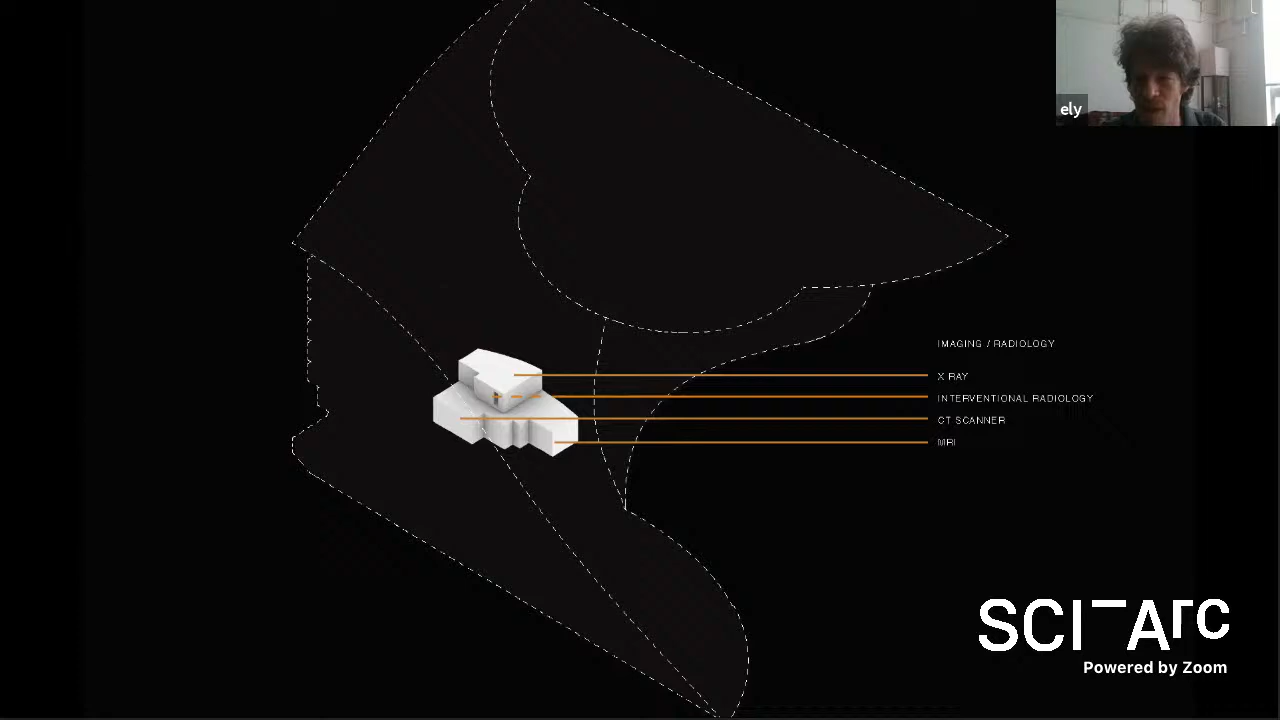 ely
IMAGING / RADIOLOGY
X RAY
INTERVENTIONAL RADIOLOGY
CT SCANNER
MRI
SCI-Arc
Powered by Zoom